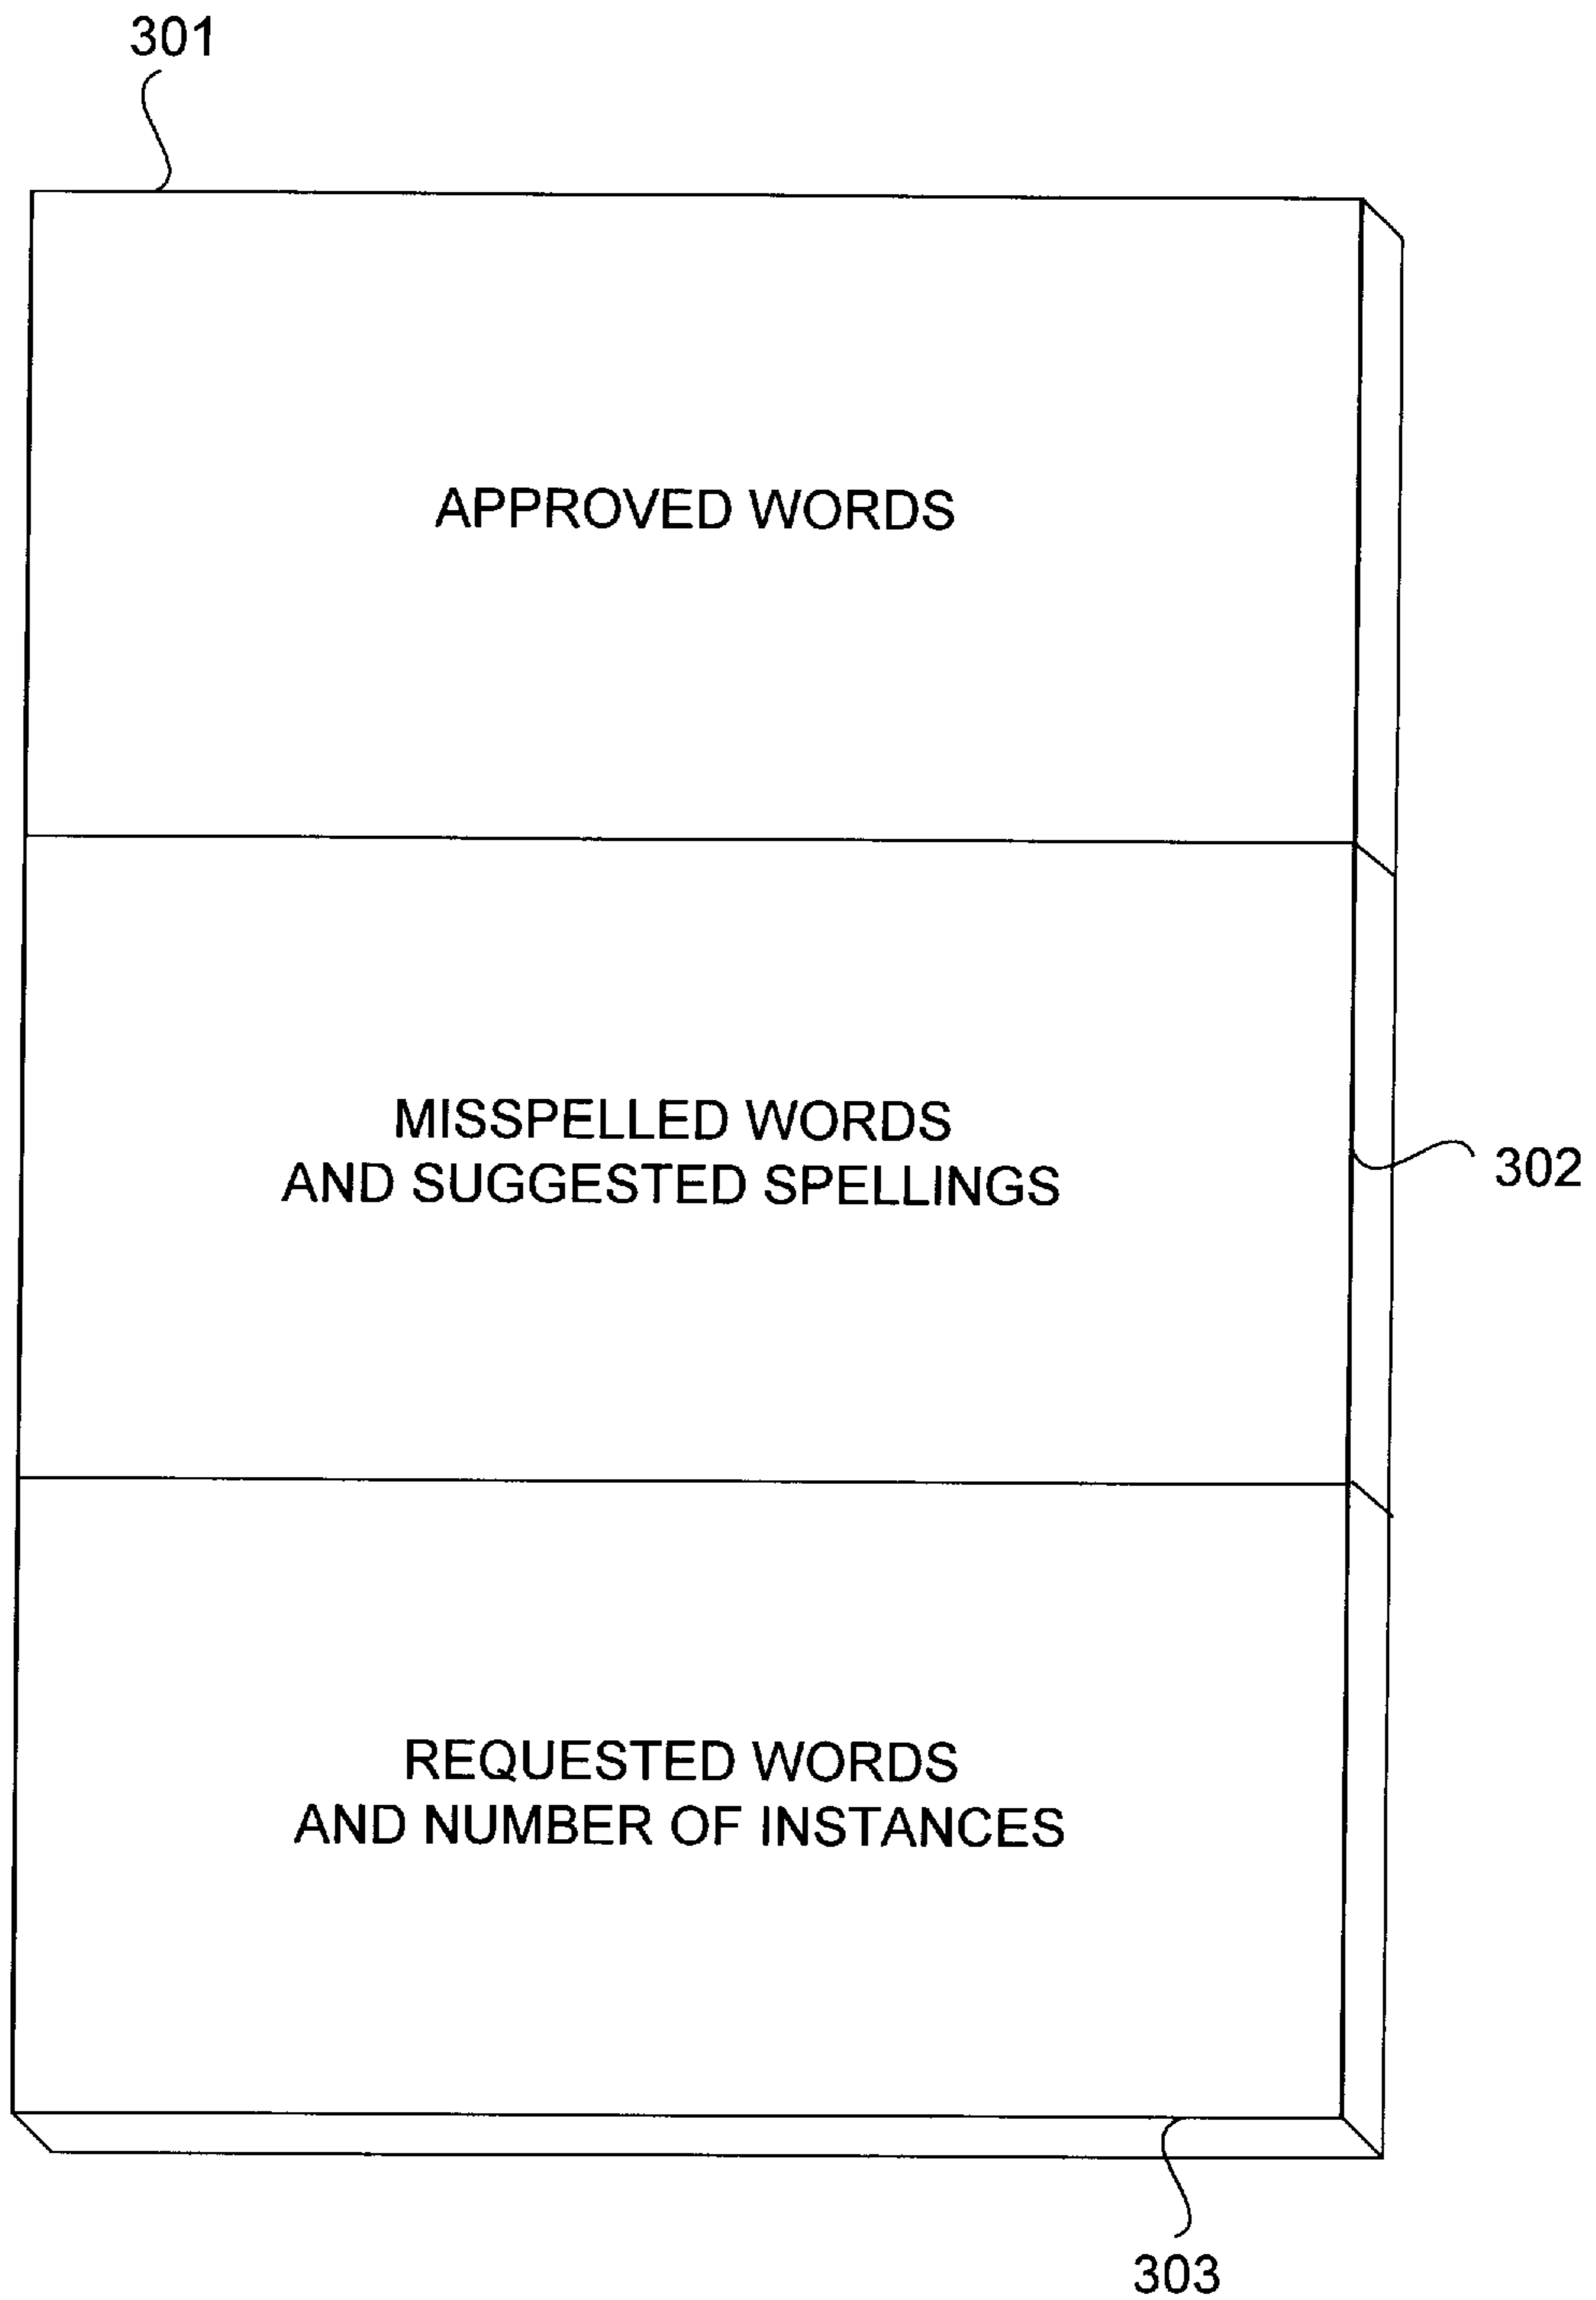 301
APPROVED WORDS
MISSPELLED WORDS
AND SUGGESTED SPELLINGS
302
REQUESTED WORDS
AND NUMBER OF INSTANCES
303